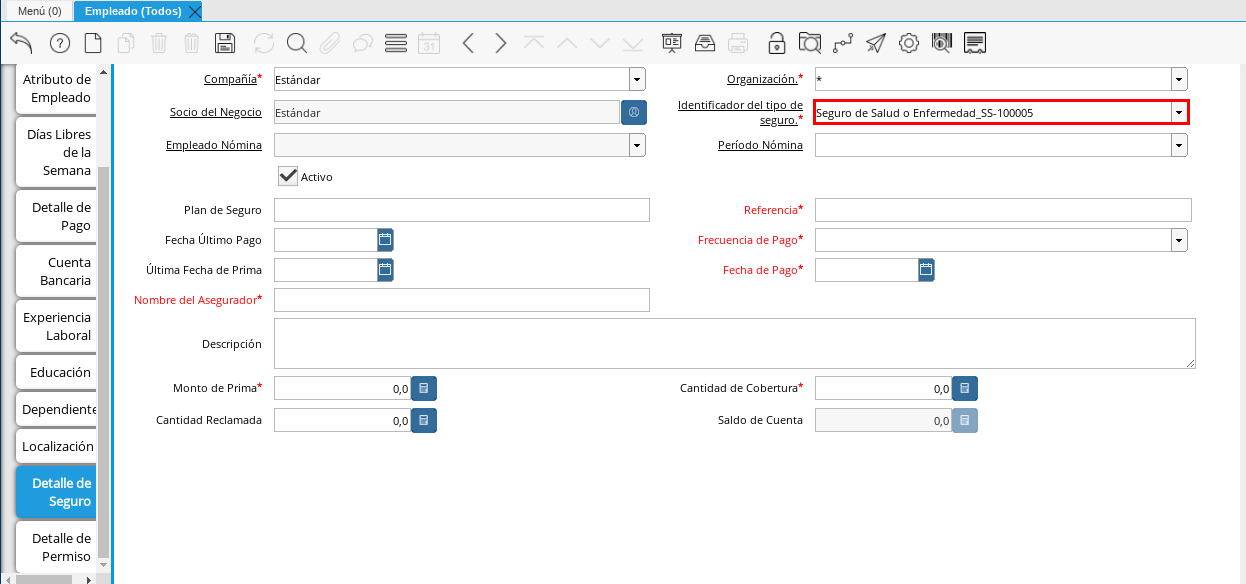 Menú (0)
Empleado (Todos)
31
Atributo de
Empleado
Días Libres
de la
Semana
Detalle de
Pago
Cuenta
Bancaria
Experiencia
Laboral
Educación
Dependiente
Localización
Detalle de
Seguro
Detalle de
Permiso
Compañía* Estándar
Organización.* *
Socio del Negocio Estándar
Identificador del tipo de
seguro.* Seguro de Salud o Enfermedad_SS-100005
Empleado Nómina
Período Nómina
Activo
Plan de Seguro
Referencia*
Fecha Último Pago
Frecuencia de Pago*
Última Fecha de Prima
Fecha de Pago*
Nombre del Asegurador*
Descripción
Monto de Prima* 0,0
Cantidad de Cobertura* 0,0
Cantidad Reclamada 0,0
Saldo de Cuenta 0,0